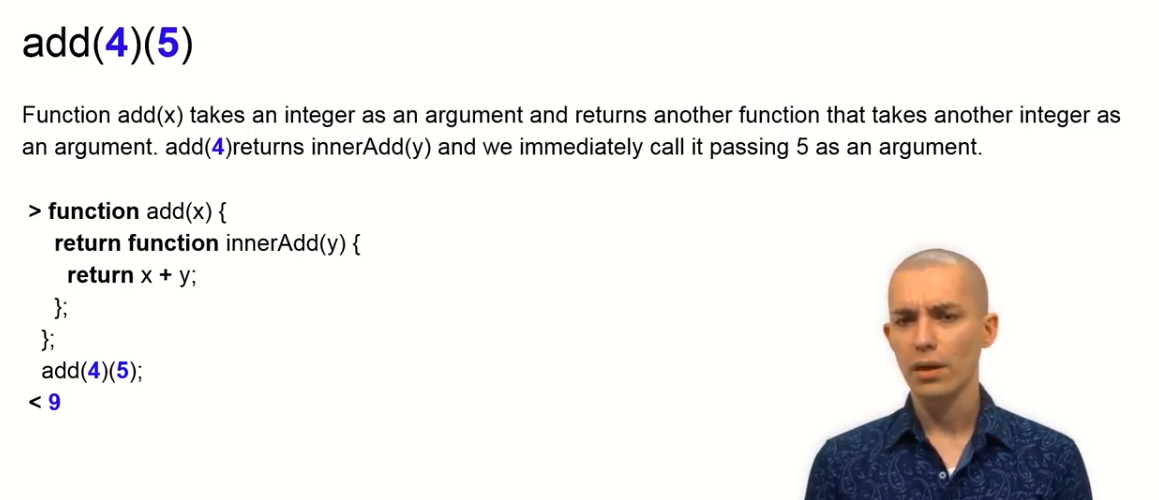 add(4)(5)
Function add(x) takes an integer as an argument and returns another function that takes another integer as
an argument. add(4)returns innerAdd(y) and we immediately call it passing 5 as an argument.
> function add(x) {
return function innerAdd(y) {
return x + y;
};
};
add(4)(5);
< 9